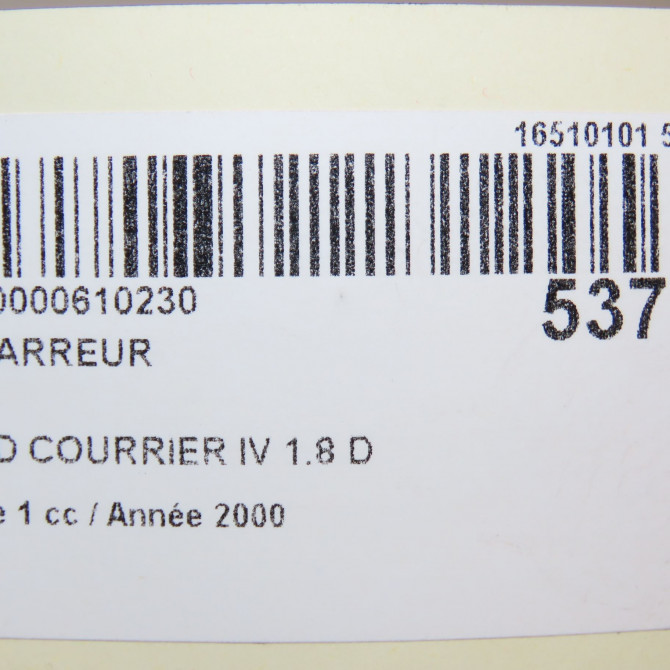 16510101 5
0000610230
537
ARREUR
D COURRIER IV 1.8 D
e 1 cc / Année 2000